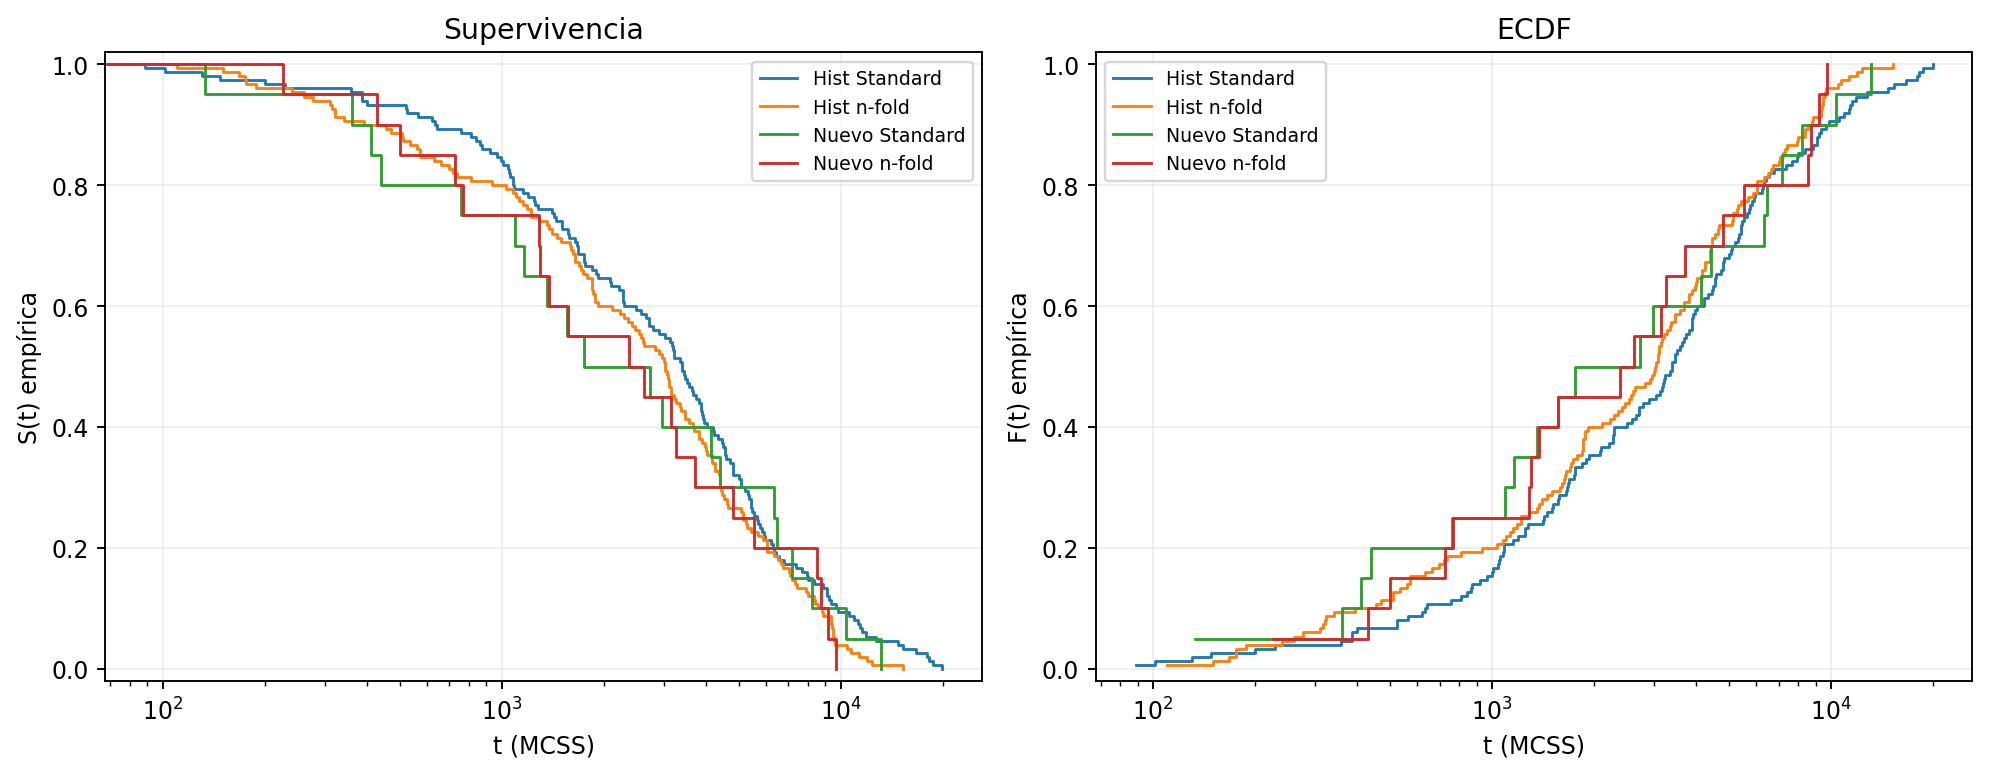 Supervivencia
S(t) empírica
1.0
0.8
0.6
0.4
0.2
0.0
Hist Standard
Hist n-fold
Nuevo Standard
Nuevo n-fold
10²
10³
10⁴
t (MCSS)
ECDF
F(t) empírica
1.0
0.8
0.6
0.4
0.2
0.0
Hist Standard
Hist n-fold
Nuevo Standard
Nuevo n-fold
10²
10³
10⁴
t (MCSS)